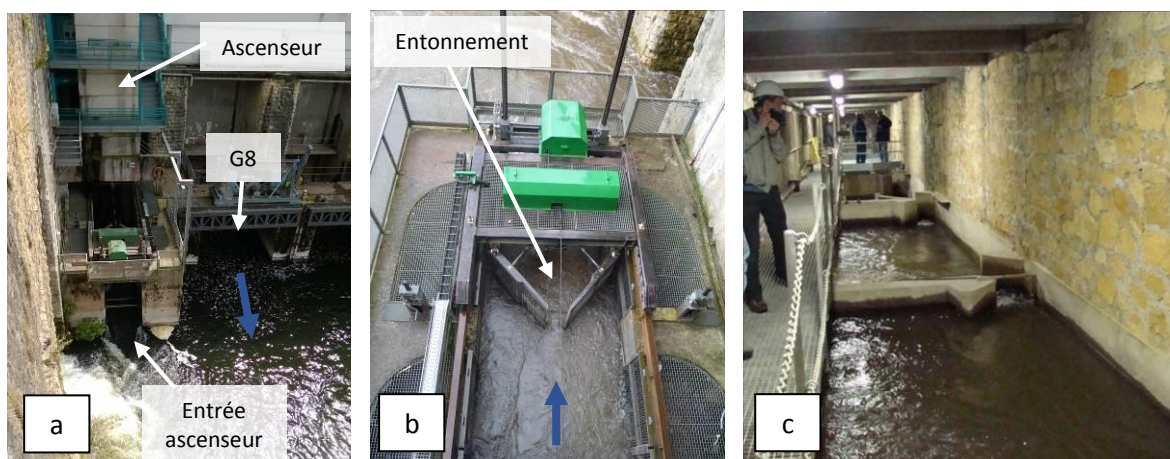 Ascenseur
G8
Entrée
ascenseur
a
Entonnement
b
c